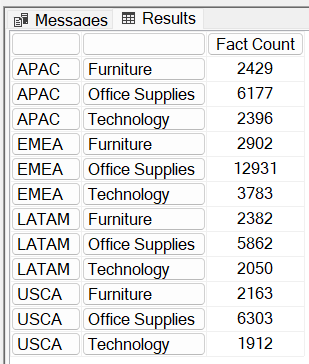 Messages Results
Fact Count
APAC Furniture 2429
APAC Office Supplies 6177
APAC Technology 2396
EMEA Furniture 2902
EMEA Office Supplies 12931
EMEA Technology 3783
LATAM Furniture 2382
LATAM Office Supplies 5862
LATAM Technology 2050
USCA Furniture 2163
USCA Office Supplies 6303
USCA Technology 1912